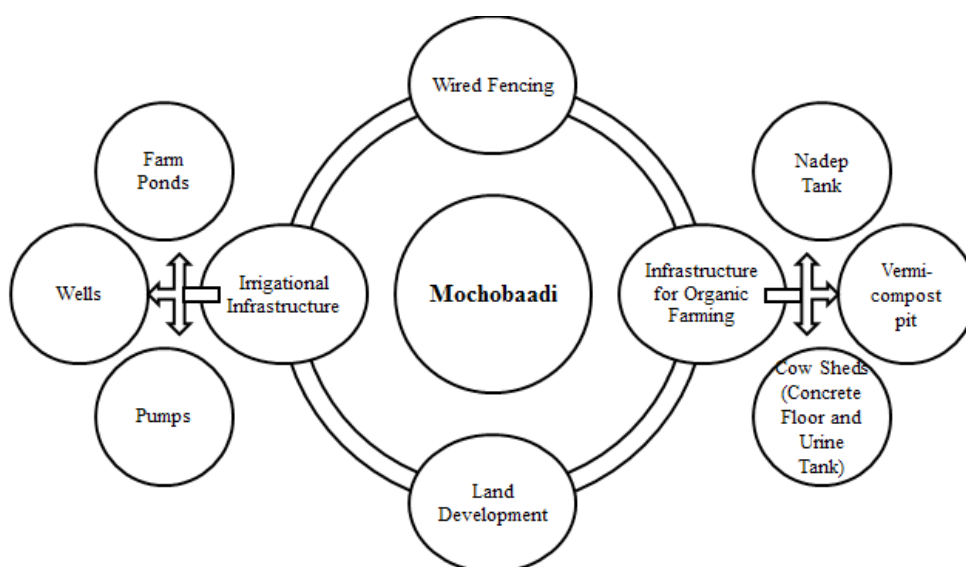 Wired Fencing
Farm
Ponds
Nadep
Tank
Wells
Irrigational
Infrastructure
Mochobaadi
Infrastructure
for Organic
Farming
Vermi-
compost
pit
Pumps
Cow Sheds
(Concrete
Floor and
Urine
Tank)
Land
Development